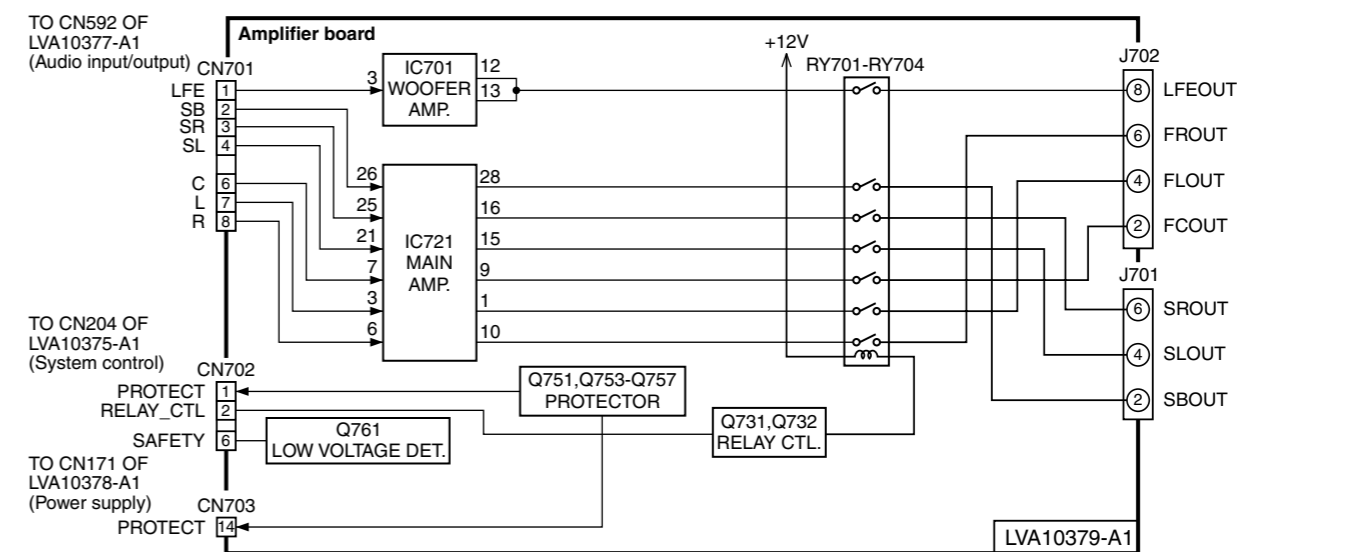 TO CN592 OF
LVA10377-A1
(Audio input/output)
CN701
LFE 1
SB 2
SR 3
SL 4
C 6
L 7
R 8
Amplifier board
3
IC701
WOOFER
AMP.
12
13
26
25
21
7
3
6
IC721
MAIN
AMP.
28
16
15
9
1
10
+12V
RY701-RY704
J702
8 LFEOUT
6 FROUT
4 FLOUT
2 FCOUT
J701
6 SROUT
4 SLOUT
2 SBOUT
TO CN204 OF
LVA10375-A1
(System control)
CN702
PROTECT 1
RELAY_CTL 2
SAFETY 6
Q751,Q753-Q757
PROTECTOR
Q731,Q732
RELAY CTL.
Q761
LOW VOLTAGE DET.
TO CN171 OF
LVA10378-A1
(Power supply)
CN703
PROTECT 14
LVA10379-A1